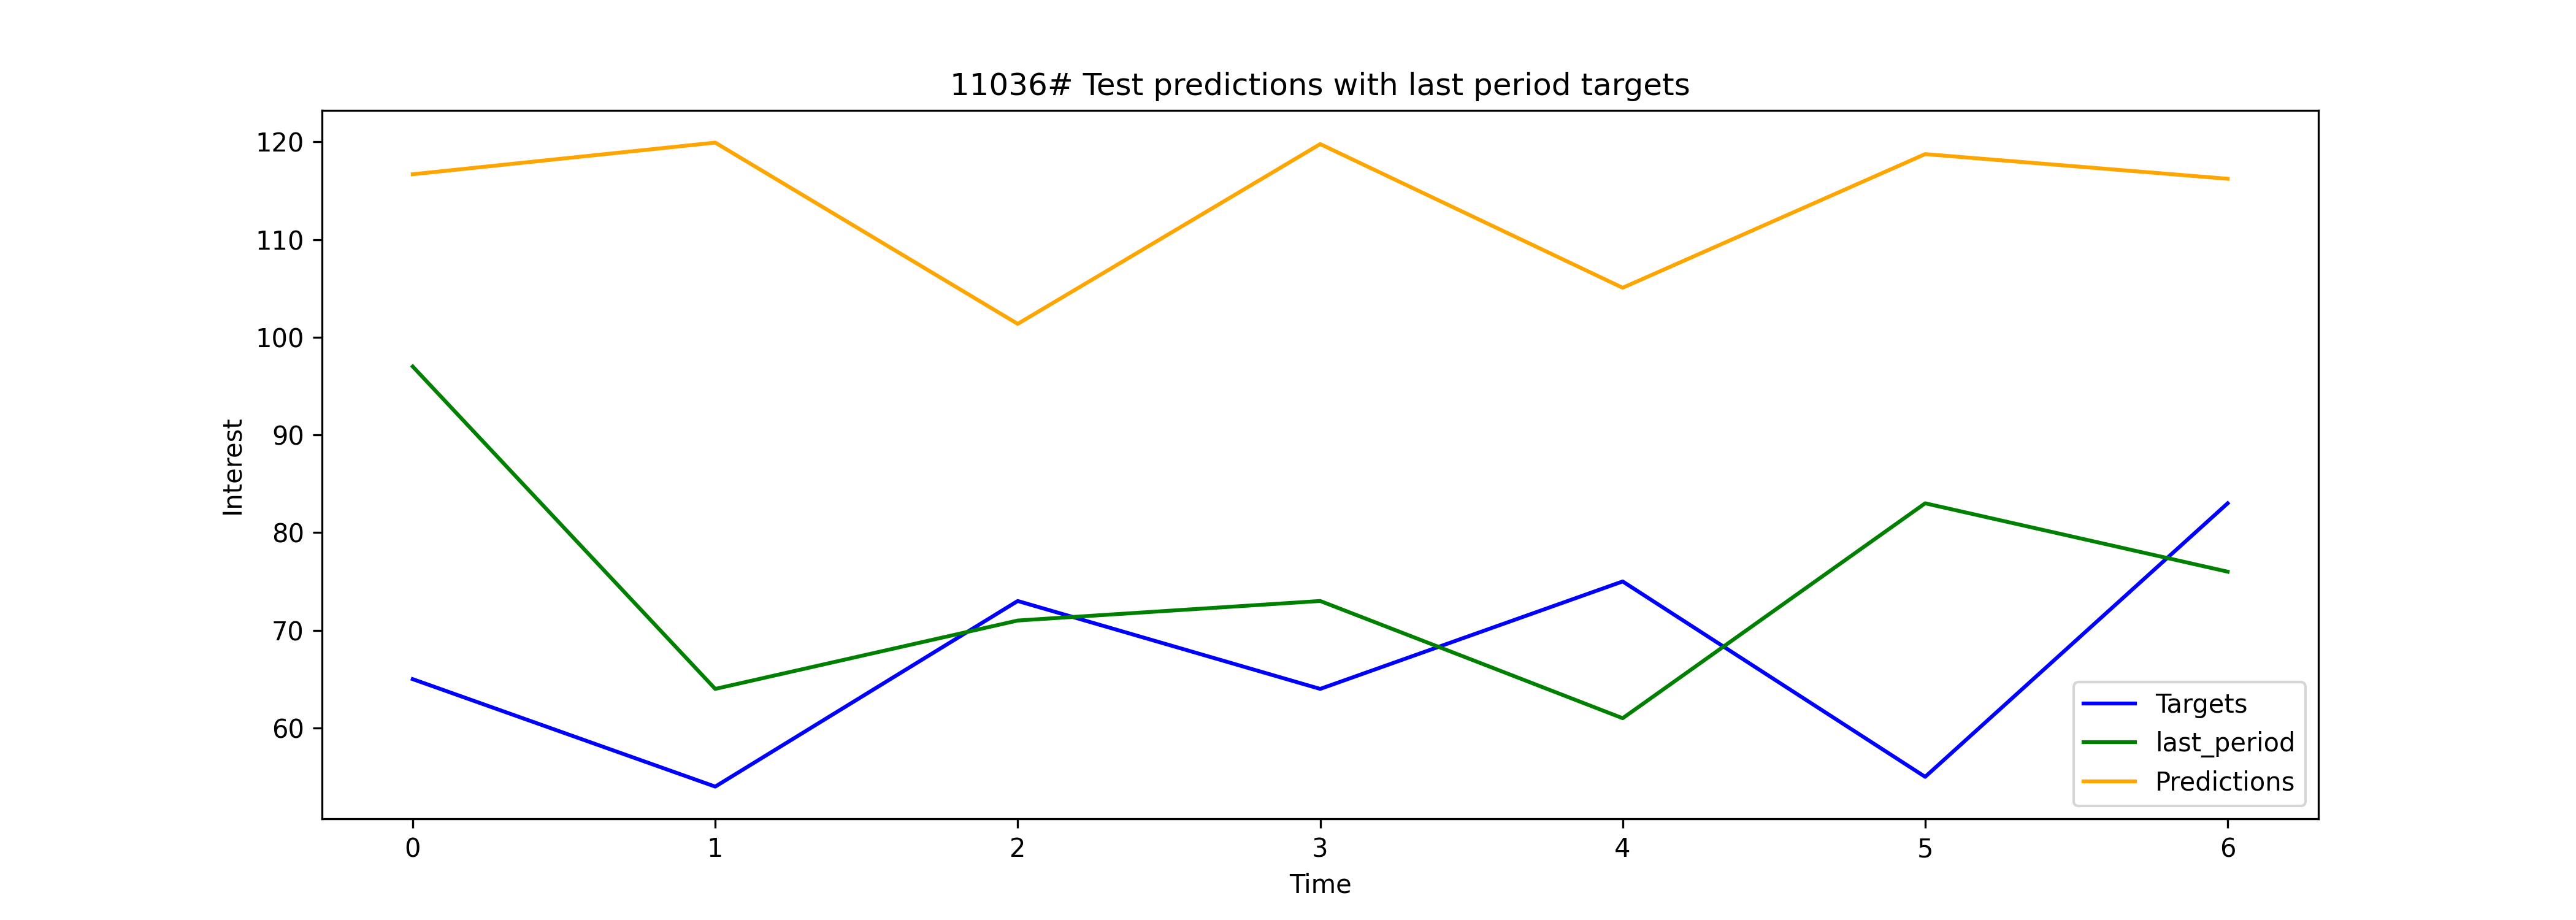 11036# Test predictions with last period targets
120
110
100
90
80
70
60
Interest
0 1 2 3 4 5 6
Time
Targets
last_period
Predictions